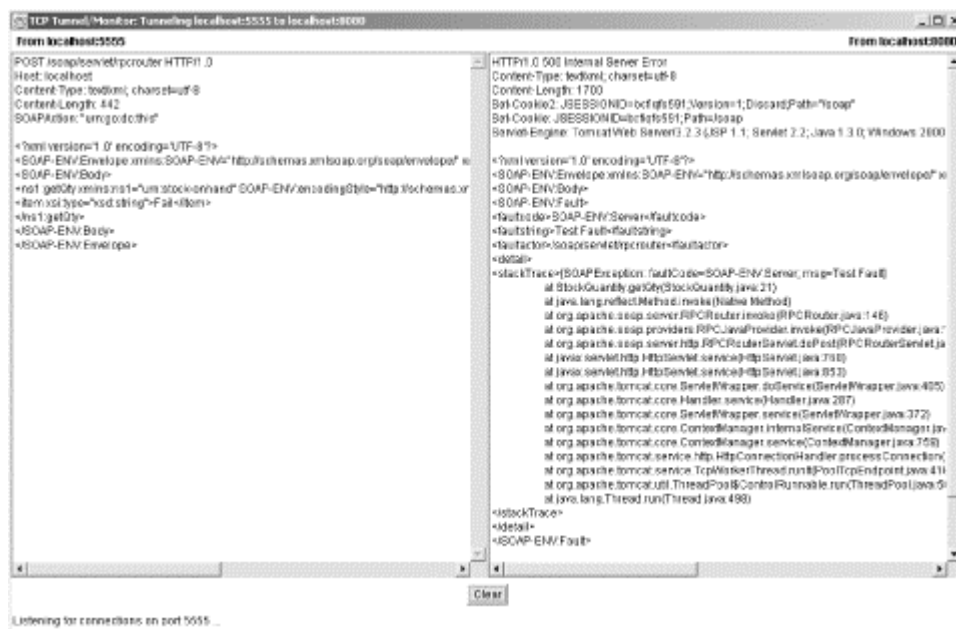 TCP Tunnel/Monitor: Tunneling localhost:5555 to localhost:8080
From localhost:5555
From localhost:8080
POST /soap/servlet/rpcrouter HTTP/1.0
Host: localhost
Content-Type: text/xml; charset=utf-8
Content-Length: 442
SOAPAction: "urn:go:do:this"
<?xml version='1.0' encoding='UTF-8'?>
<SOAP-ENV:Envelope xmlns:SOAP-ENV="http://schemas.xmlsoap.org/soap/envelope/" x
<SOAP-ENV:Body>
<ns1:getQty xmlns:ns1="urn:stock-onhand" SOAP-ENV:encodingStyle="http://schemas.xr
<item xsi:type="xsd:string">Fail</item>
</ns1:getQty>
</SOAP-ENV:Body>
</SOAP-ENV:Envelope>
HTTP/1.0 500 Internal Server Error
Content-Type: text/xml; charset=utf-8
Content-Length: 1700
Set-Cookie2: JSESSIONID=bcfiqfs591;Version=1;Discard;Path="/soap"
Set-Cookie: JSESSIONID=bcfiqfs591;Path=/soap
Servlet-Engine: Tomcat Web Server/3.2.3 (JSP 1.1; Servlet 2.2; Java 1.3.0; Windows 2000
<?xml version='1.0' encoding='UTF-8'?>
<SOAP-ENV:Envelope xmlns:SOAP-ENV="http://schemas.xmlsoap.org/soap/envelope/" x
<SOAP-ENV:Body>
<SOAP-ENV:Fault>
<faultcode>SOAP-ENV:Server</faultcode>
<faultstring>Test Fault</faultstring>
<faultactor>/soap/servlet/rpcrouter</faultactor>
<detail>
<stackTrace>[SOAPException: faultCode=SOAP-ENV:Server; msg=Test Fault]
at StockQuantity.getQty(StockQuantity.java:21)
at java.lang.reflect.Method.invoke(Native Method)
at org.apache.soap.server.RPCRouter.invoke(RPCRouter.java:146)
at org.apache.soap.providers.RPCJavaProvider.invoke(RPCJavaProvider.java:
at org.apache.soap.server.http.RPCRouterServlet.doPost(RPCRouterServlet.ja
at javax.servlet.http.HttpServlet.service(HttpServlet.java:760)
at javax.servlet.http.HttpServlet.service(HttpServlet.java:853)
at org.apache.tomcat.core.ServletWrapper.doService(ServletWrapper.java:405)
at org.apache.tomcat.core.Handler.service(Handler.java:287)
at org.apache.tomcat.core.ServletWrapper.service(ServletWrapper.java:372)
at org.apache.tomcat.core.ContextManager.internalService(ContextManager.jav
at org.apache.tomcat.core.ContextManager.service(ContextManager.java:759)
at org.apache.tomcat.service.http.HttpConnectionHandler.processConnection(
at org.apache.tomcat.service.TcpWorkerThread.runIt(PoolTcpEndpoint.java:416
at org.apache.tomcat.util.ThreadPool$ControlRunnable.run(ThreadPool.java:5
at java.lang.Thread.run(Thread.java:498)
</stackTrace>
</detail>
</SOAP-ENV:Fault>
Clear
Listening for connections on port 5555 ...